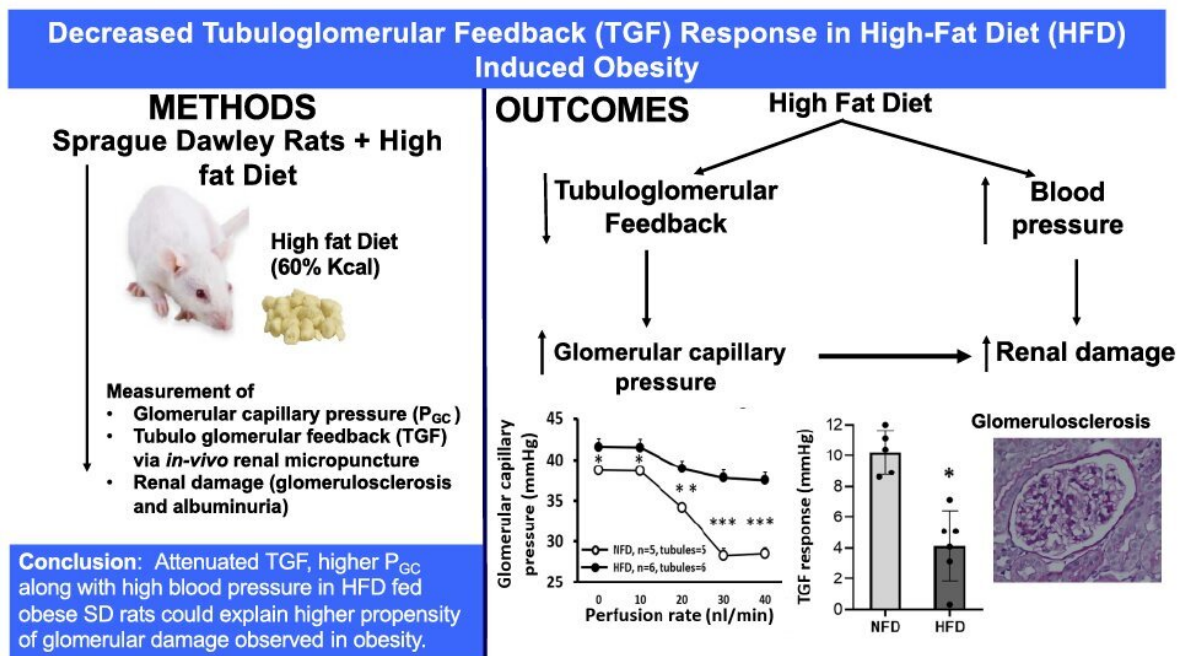 Decreased Tubuloglomerular Feedback (TGF) Response in High-Fat Diet (HFD)
Induced Obesity
METHODS
Sprague Dawley Rats + High
fat Diet
High fat Diet
(60% Kcal)
Measurement of
• Glomerular capillary pressure (PGC)
• Tubulo glomerular feedback (TGF)
via in-vivo renal micropuncture
• Renal damage (glomerulosclerosis
and albuminuria)
Conclusion: Attenuated TGF, higher PGC
along with high blood pressure in HFD fed
obese SD rats could explain higher propensity
of glomerular damage observed in obesity.
OUTCOMES
High Fat Diet
Tubuloglomerular
Feedback
Blood
pressure
Glomerular capillary
pressure
Renal damage
Glomerular capillary
pressure (mmHg)
45
40
35
30
25
* *
* *
*** ***
NFD, n=5, tubules=5
HFD, n=6, tubules=6
0 10 20 30 40
Perfusion rate (nl/min)
TGF response (mmHg)
12
10
8
6
4
2
0
*
NFD HFD
Glomerulosclerosis